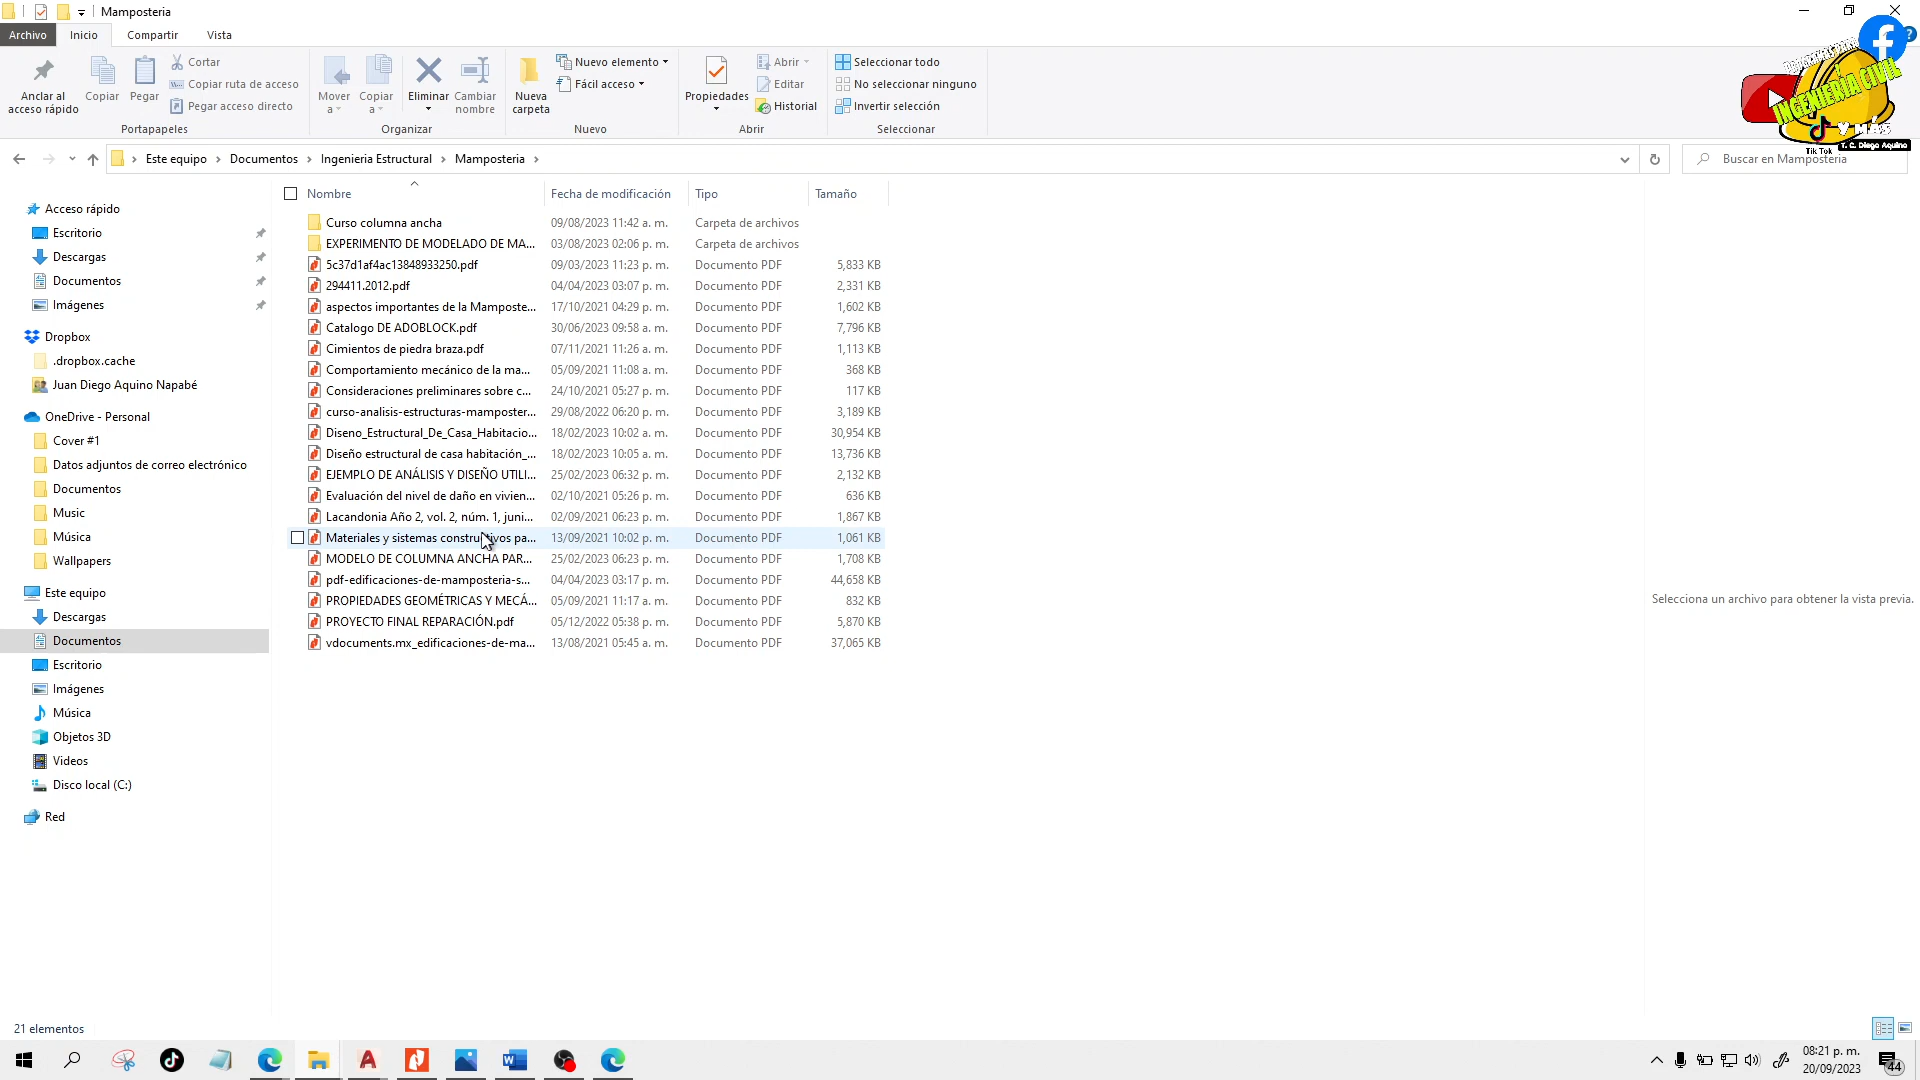 Mamposteria
Archivo Inicio Compartir Vista
Anclar al acceso rápido
Copiar
Pegar
Cortar
Copiar ruta de acceso
Pegar acceso directo
Portapapeles
Mover a
Copiar a
Eliminar
Cambiar nombre
Organizar
Nueva carpeta
Nuevo elemento
Fácil acceso
Nuevo
Propiedades
Abrir
Editar
Historial
Abrir
Seleccionar todo
No seleccionar ninguno
Invertir selección
Seleccionar
INGENIERÍA CIVIL
Y MÁS
Tik Tok
T. C. Diego Aquino
Este equipo > Documentos > Ingenieria Estructural > Mamposteria >
Buscar en Mamposteria
Acceso rápido
Escritorio
Descargas
Documentos
Imágenes
Dropbox
.dropbox.cache
Juan Diego Aquino Napabé
OneDrive - Personal
Cover #1
Datos adjuntos de correo electrónico
Documentos
Music
Música
Wallpapers
Este equipo
Descargas
Documentos
Escritorio
Imágenes
Música
Objetos 3D
Videos
Disco local (C:)
Red
Nombre Fecha de modificación Tipo Tamaño
Curso columna ancha 09/08/2023 11:42 a. m. Carpeta de archivos
EXPERIMENTO DE MODELADO DE MA... 03/08/2023 02:06 p. m. Carpeta de archivos
5c37d1af4ac13848933250.pdf 09/03/2023 11:23 p. m. Documento PDF 5,833 KB
294411.2012.pdf 04/04/2023 03:07 p. m. Documento PDF 2,331 KB
aspectos importantes de la Mamposte... 17/10/2021 04:29 p. m. Documento PDF 1,602 KB
Catalogo DE ADOBLOCK.pdf 30/06/2023 09:58 a. m. Documento PDF 7,796 KB
Cimientos de piedra braza.pdf 07/11/2021 11:26 a. m. Documento PDF 1,113 KB
Comportamiento mecánico de la ma... 05/09/2021 11:08 a. m. Documento PDF 368 KB
Consideraciones preliminares sobre c... 24/10/2021 05:27 p. m. Documento PDF 117 KB
curso-analisis-estructuras-mamposter... 29/08/2022 06:20 p. m. Documento PDF 3,189 KB
Diseno_Estructural_De_Casa_Habitacio... 18/02/2023 10:02 a. m. Documento PDF 30,954 KB
Diseño estructural de casa habitación_... 18/02/2023 10:05 a. m. Documento PDF 13,736 KB
EJEMPLO DE ANÁLISIS Y DISEÑO UTILI... 25/02/2023 06:32 p. m. Documento PDF 2,132 KB
Evaluación del nivel de daño en vivien... 02/10/2021 05:26 p. m. Documento PDF 636 KB
Lacandonia Año 2, vol. 2, núm. 1, juni... 02/09/2021 06:23 p. m. Documento PDF 1,867 KB
Materiales y sistemas constructivos pa... 13/09/2021 10:02 p. m. Documento PDF 1,061 KB
MODELO DE COLUMNA ANCHA PAR... 25/02/2023 06:23 p. m. Documento PDF 1,708 KB
pdf-edificaciones-de-mamposteria-s... 04/04/2023 03:17 p. m. Documento PDF 44,658 KB
PROPIEDADES GEOMÉTRICAS Y MECÁ... 05/09/2021 11:17 a. m. Documento PDF 832 KB
PROYECTO FINAL REPARACIÓN.pdf 05/12/2022 05:38 p. m. Documento PDF 5,870 KB
vdocuments.mx_edificaciones-de-ma... 13/08/2021 05:45 a. m. Documento PDF 37,065 KB
Selecciona un archivo para obtener la vista previa.
21 elementos
08:21 p. m.
20/09/2023
44